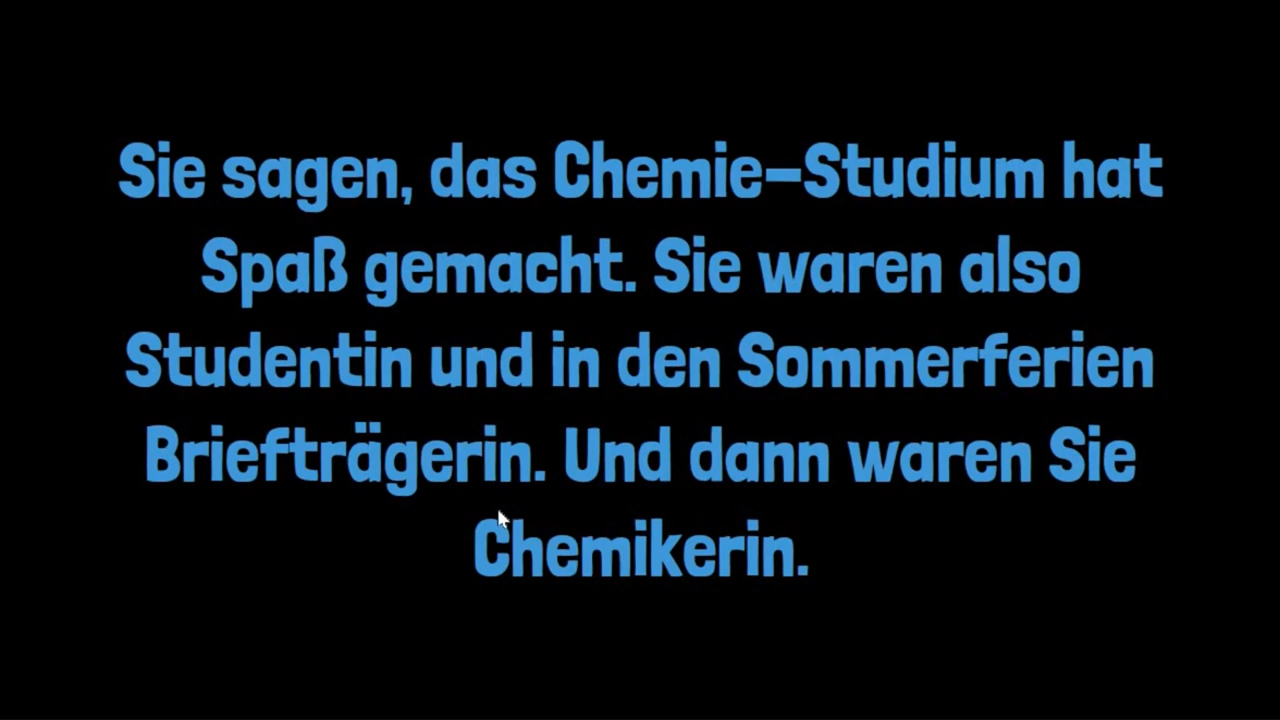 Sie sagen, das Chemie-Studium hat
Spaß gemacht. Sie waren also
Studentin und in den Sommerferien
Briefträgerin. Und dann waren Sie
Chemikerin.